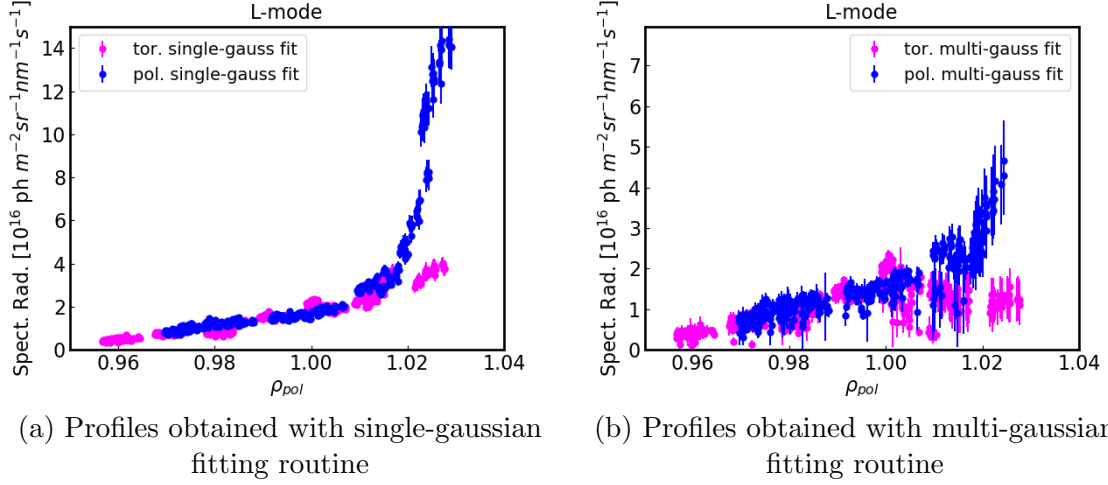 L-mode
Spect. Rad. [10^16 ph m^−2 sr^−1 nm^−1 s^−1]
tor. single-gauss fit
pol. single-gauss fit
14
12
10
8
6
4
2
0
0.96 0.98 1.00 1.02 1.04
ρ_pol
(a) Profiles obtained with single-gaussian
fitting routine
L-mode
Spect. Rad. [10^16 ph m^−2 sr^−1 nm^−1 s^−1]
tor. multi-gauss fit
pol. multi-gauss fit
7
6
5
4
3
2
1
0
0.96 0.98 1.00 1.02 1.04
ρ_pol
(b) Profiles obtained with multi-gaussian
fitting routine